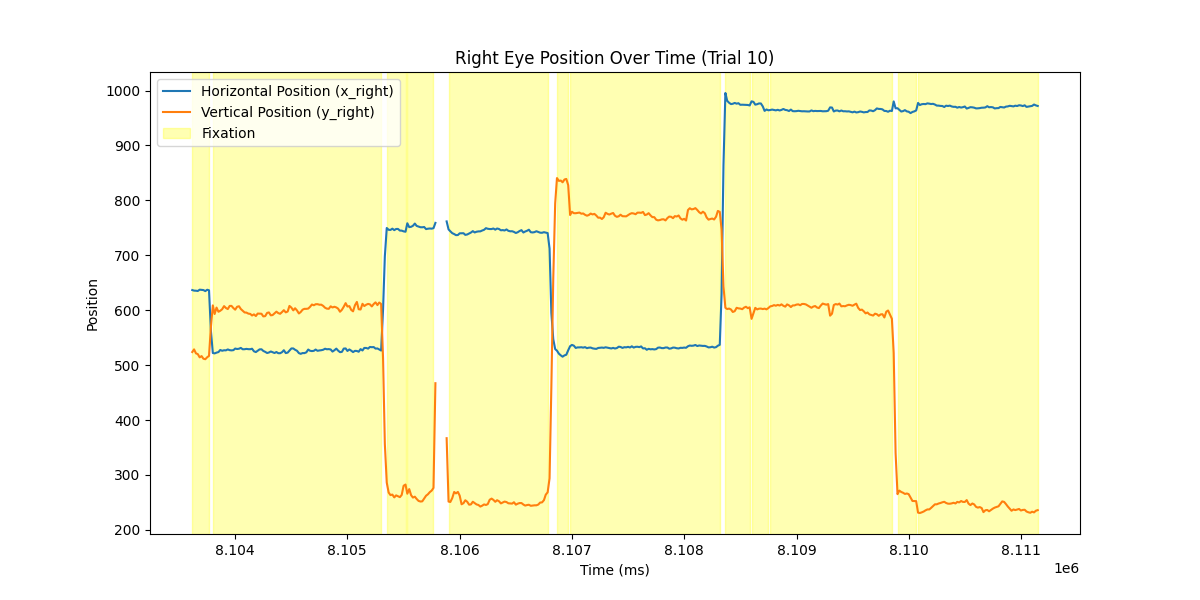 Right Eye Position Over Time (Trial 10)
Horizontal Position (x_right)
Vertical Position (y_right)
Fixation
Position
1000
900
800
700
600
500
400
300
200
8.104 8.105 8.106 8.107 8.108 8.109 8.110 8.111
1e6
Time (ms)